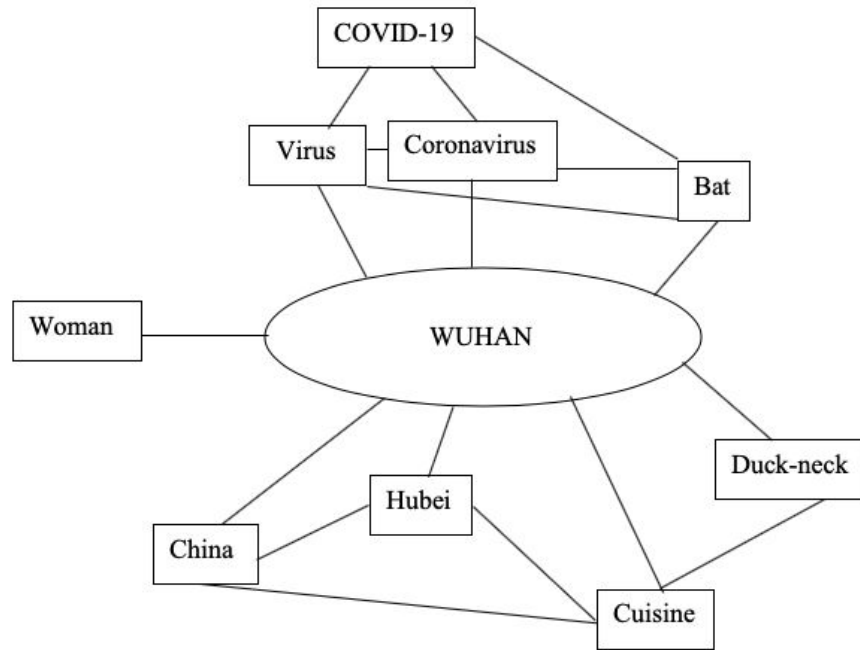 COVID-19
Virus
Coronavirus
Bat
Woman
WUHAN
Duck-neck
Hubei
China
Cuisine